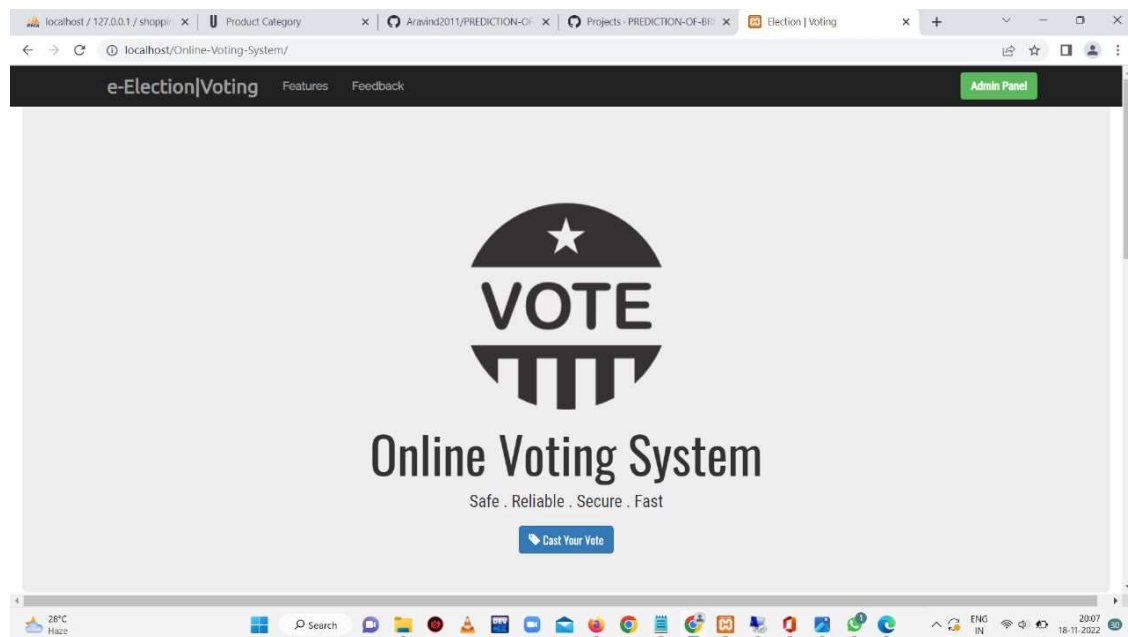 localhost / 127.0.0.1 / shoppin
Product Category
Aravind2011/PREDICTION-OF
Projects - PREDICTION-OF-BRE
Election | Voting
localhost/Online-Voting-System/
e-Election|Voting
Features
Feedback
Admin Panel
VOTE
Online Voting System
Safe . Reliable . Secure . Fast
Cast Your Vote
28°C
Haze
Search
ENG
IN
20:07
18-11-2022
30